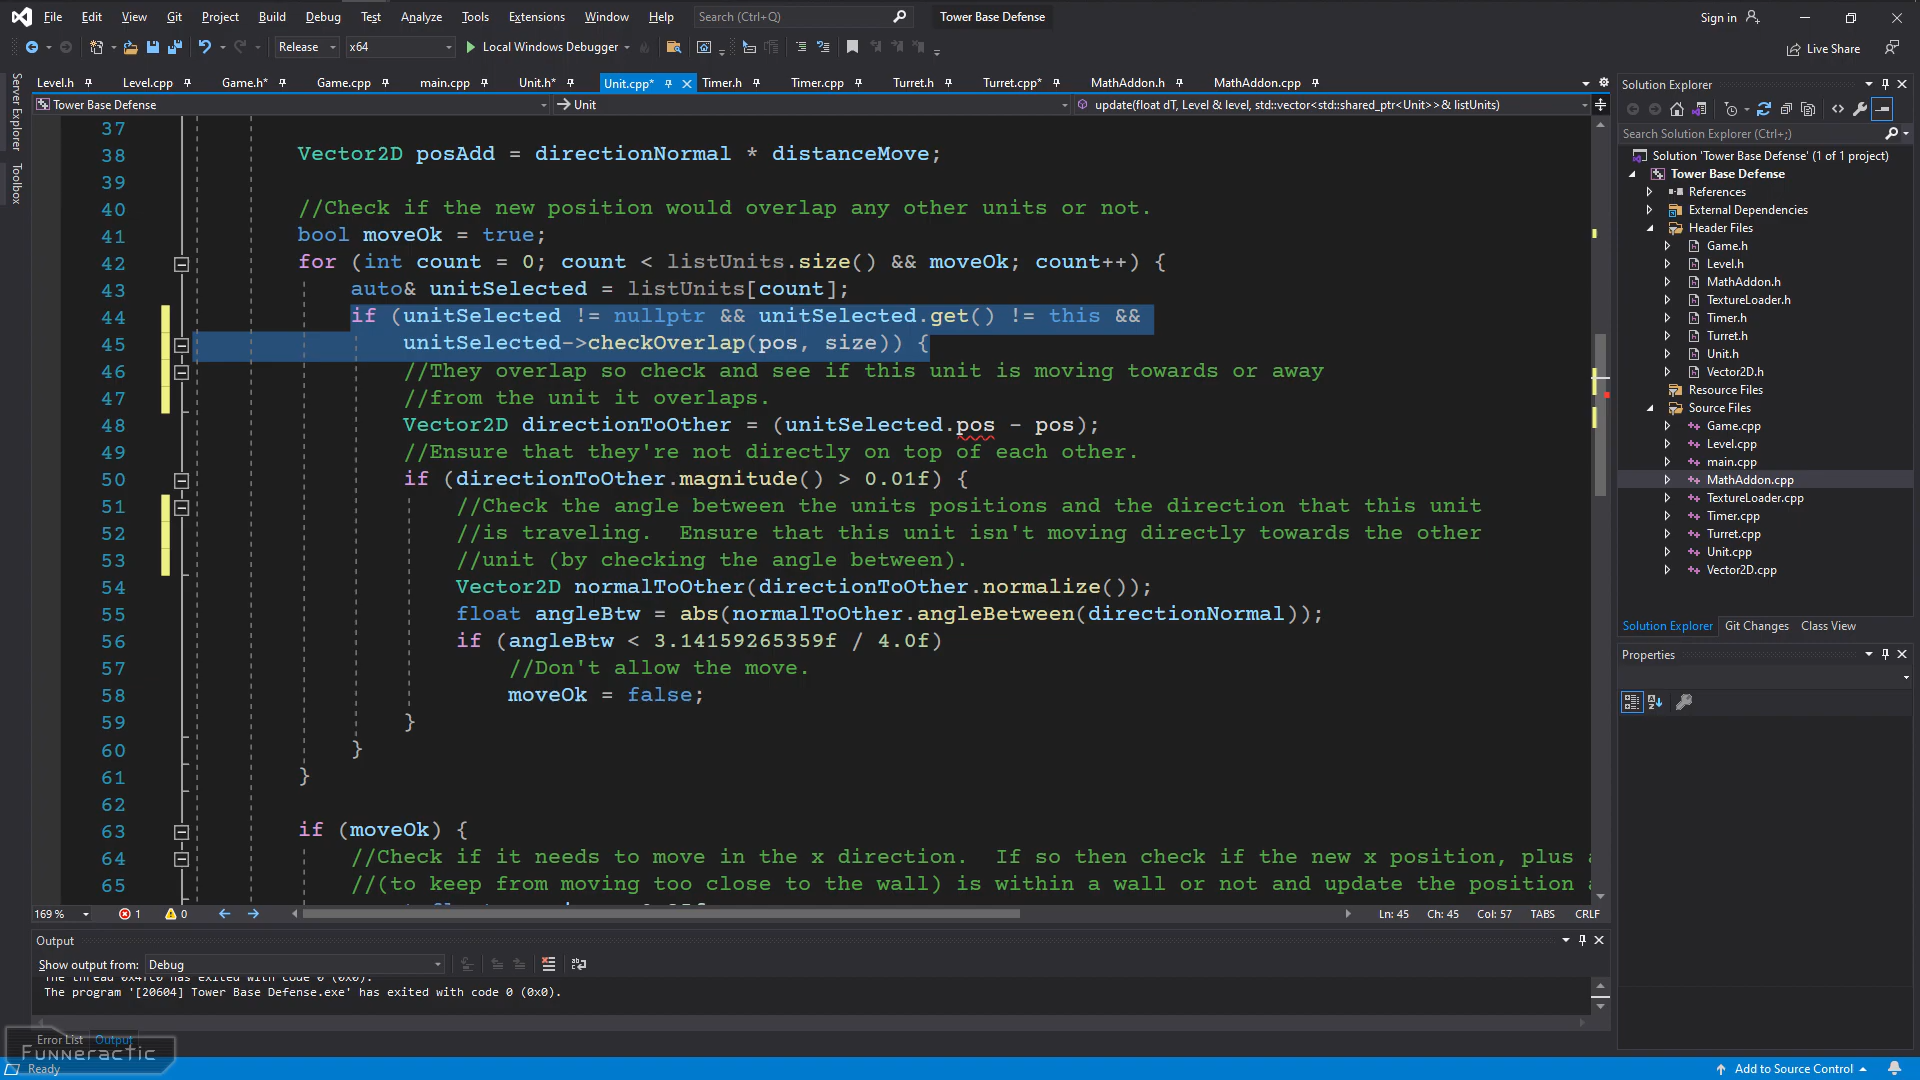 File Edit View Git Project Build Debug Test Analyze Tools Extensions Window Help Search (Ctrl+Q) Tower Base Defense Sign in
Release x64 Local Windows Debugger Live Share
Level.h Level.cpp Game.h* Game.cpp main.cpp Unit.h* Unit.cpp* Timer.h Timer.cpp Turret.h Turret.cpp* MathAddon.h MathAddon.cpp
Tower Base Defense Unit update(float dT, Level & level, std::vector<std::shared_ptr<Unit>>& listUnits)
Server Explorer
Toolbox
37
38 Vector2D posAdd = directionNormal * distanceMove;
39
40 //Check if the new position would overlap any other units or not.
41 bool moveOk = true;
42 for (int count = 0; count < listUnits.size() && moveOk; count++) {
43 auto& unitSelected = listUnits[count];
44 if (unitSelected != nullptr && unitSelected.get() != this &&
45 unitSelected->checkOverlap(pos, size)) {
46 //They overlap so check and see if this unit is moving towards or away
47 //from the unit it overlaps.
48 Vector2D directionToOther = (unitSelected.pos - pos);
49 //Ensure that they're not directly on top of each other.
50 if (directionToOther.magnitude() > 0.01f) {
51 //Check the angle between the units positions and the direction that this unit
52 //is traveling.  Ensure that this unit isn't moving directly towards the other
53 //unit (by checking the angle between).
54 Vector2D normalToOther(directionToOther.normalize());
55 float angleBtw = abs(normalToOther.angleBetween(directionNormal));
56 if (angleBtw < 3.14159265359f / 4.0f)
57 //Don't allow the move.
58 moveOk = false;
59 }
60 }
61 }
62
63 if (moveOk) {
64 //Check if it needs to move in the x direction.  If so then check if the new x position, plus
65 //(to keep from moving too close to the wall) is within a wall or not and update the position
169 % 1 0 Ln: 45 Ch: 45 Col: 57 TABS CRLF
Output
Show output from: Debug
The thread 0x41c0 has exited with code 0 (0x0).
The program '[20604] Tower Base Defense.exe' has exited with code 0 (0x0).
Error List Output
Funneractic
Ready Add to Source Control
Solution Explorer
Search Solution Explorer (Ctrl+;)
Solution 'Tower Base Defense' (1 of 1 project)
Tower Base Defense
References
External Dependencies
Header Files
Game.h
Level.h
MathAddon.h
TextureLoader.h
Timer.h
Turret.h
Unit.h
Vector2D.h
Resource Files
Source Files
Game.cpp
Level.cpp
main.cpp
MathAddon.cpp
TextureLoader.cpp
Timer.cpp
Turret.cpp
Unit.cpp
Vector2D.cpp
Solution Explorer Git Changes Class View
Properties